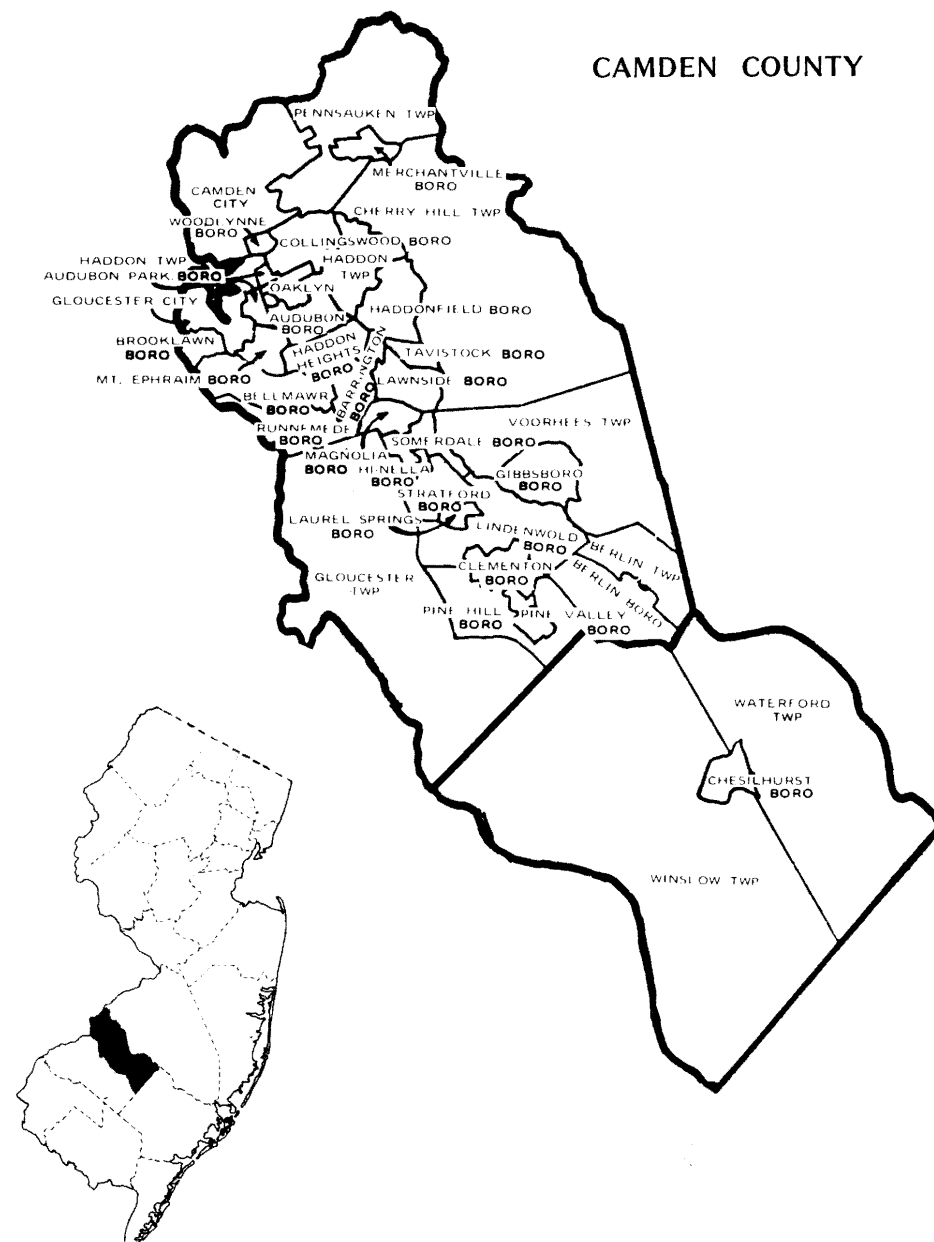 CAMDEN COUNTY
PENNSAUKEN TWP
MERCHANTVILLE
BORO
CAMDEN
CITY
CHERRY HILL TWP
WOODLYNNE
BORO
COLLINGSWOOD BORO
HADDON TWP
HADDON
TWP
AUDUBON PARK BORO
OAKLYN
GLOUCESTER CITY
HADDONFIELD BORO
AUDUBON
BORO
BROOKLAWN
BORO
HADDON
HEIGHTS
BORO
BARRINGTON
BORO
TAVISTOCK BORO
MT. EPHRAIM BORO
LAWNSIDE BORO
BELLMAWR
BORO
RUNNEMEDE
BORO
VOORHEES TWP
SOMERDALE BORO
MAGNOLIA
BORO
HI-NELLA
BORO
GIBBSBORO
BORO
STRATFORD
BORO
LAUREL SPRINGS
BORO
LINDENWOLD
BORO
BERLIN TWP
CLEMENTON
BORO
BERLIN BORO
GLOUCESTER
TWP
PINE HILL
BORO
PINE VALLEY
BORO
WATERFORD
TWP
CHESILHURST
BORO
WINSLOW TWP